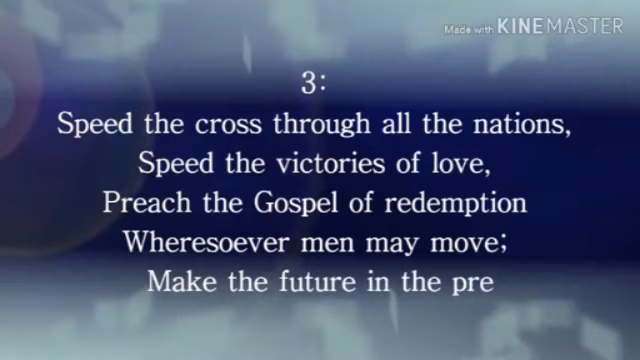 Made with KINEMASTER
3:
Speed the cross through all the nations,
Speed the victories of love,
Preach the Gospel of redemption
Wheresoever men may move;
Make the future in the pre